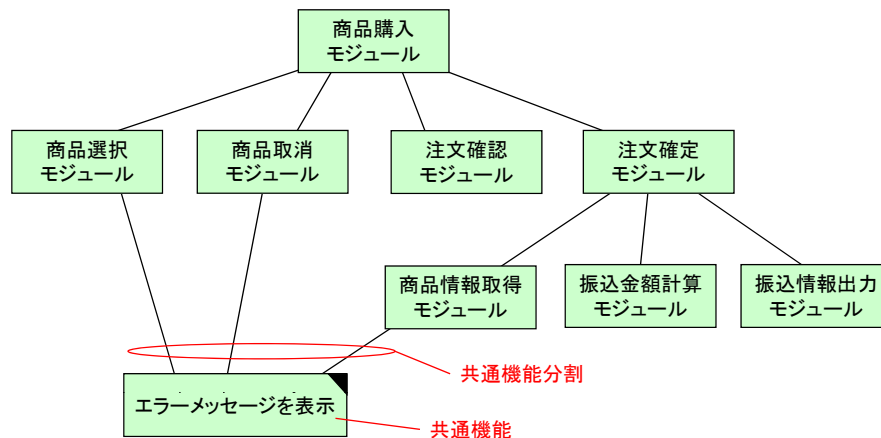 商品購入
モジュール
商品選択
モジュール
商品取消
モジュール
注文確認
モジュール
注文確定
モジュール
商品情報取得
モジュール
振込金額計算
モジュール
振込情報出力
モジュール
共通機能分割
エラーメッセージを表示
共通機能